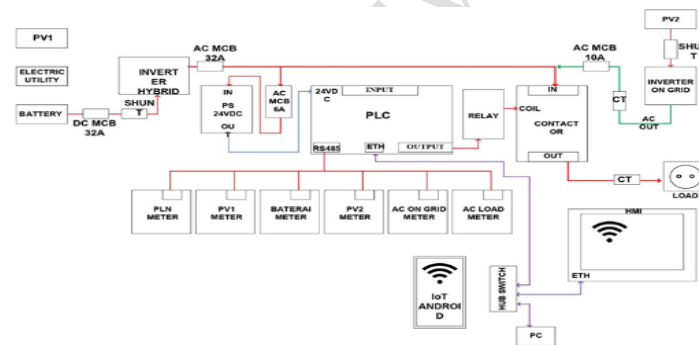 PV1
ELECTRIC
UTILITY
BATTERY
DC MCB
32A
SHUN
T
INVERT
ER
HYBRID
AC MCB
32A
IN
PS
24VDC
OU
T
AC
MCB
6A
24VD
C
INPUT
PLC
RS485
ETH
OUTPUT
RELAY
COIL
IN
CONTACT
OR
OUT
AC MCB
10A
PV2
SHU
T
INVERTER
ON GRID
CT
AC
OUT
CT
LOAD
PLN
METER
PV1
METER
BATERAI
METER
PV2
METER
AC ON GRID
METER
AC LOAD
METER
HMI
ETH
IoT
ANDROI
D
HUB SWITCH
PC